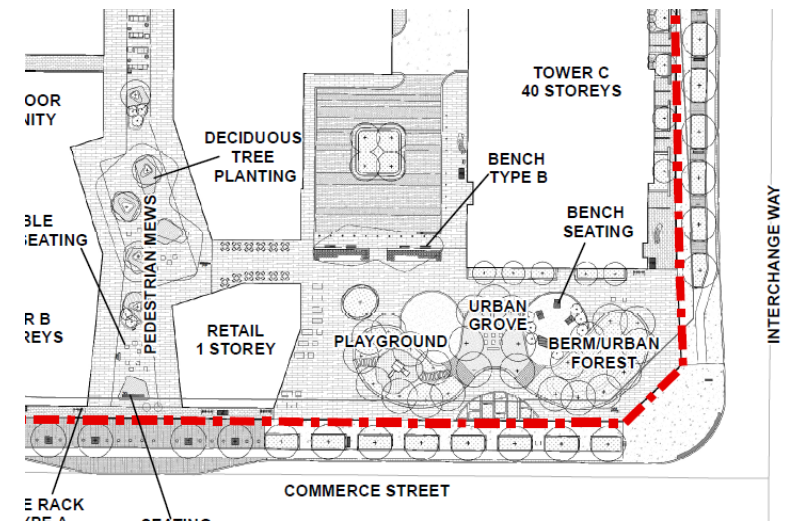 TOWER C
40 STOREYS
OOR
NITY
DECIDUOUS
TREE
PLANTING
BENCH
TYPE B
BENCH
SEATING
BLE
SEATING
PEDESTRIAN MEWS
INTERCHANGE WAY
URBAN
GROVE
R B
REYS
RETAIL
1 STOREY
PLAYGROUND
BERM/URBAN
FOREST
COMMERCE STREET
E RACK